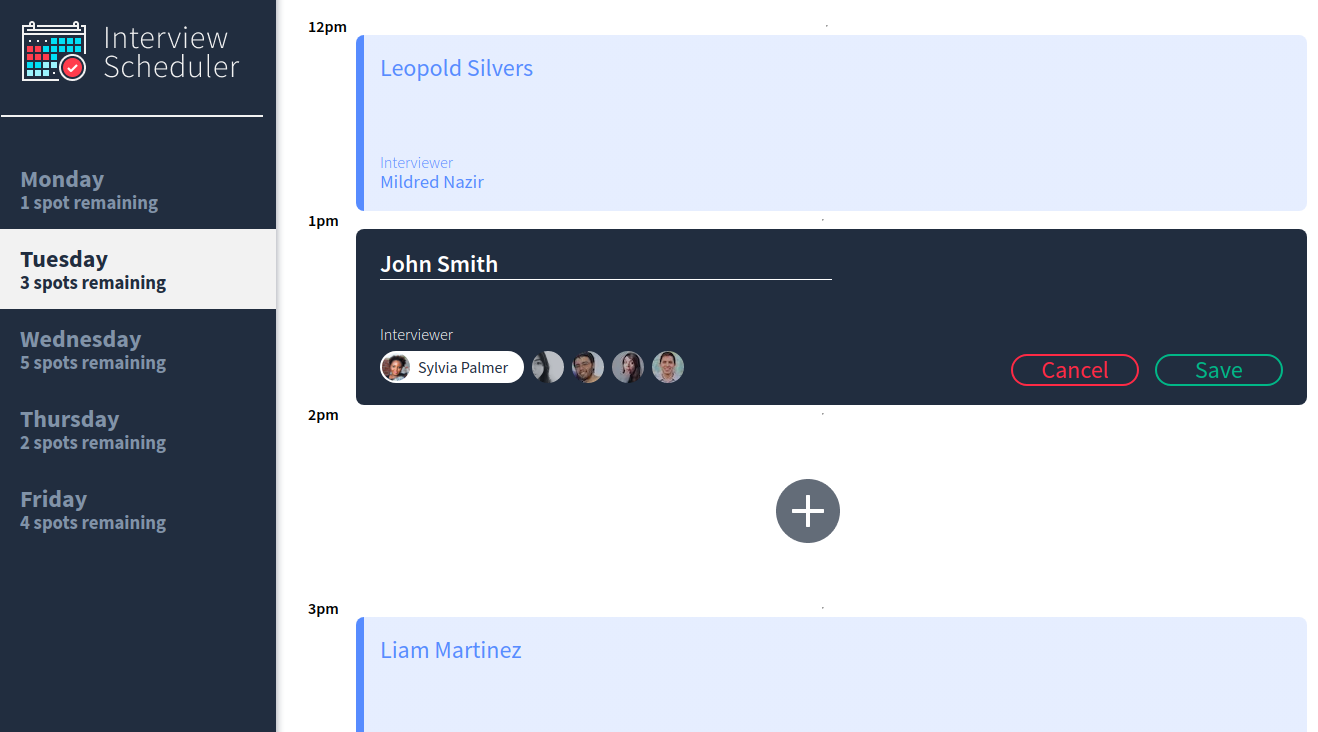 Interview
Scheduler
Monday
1 spot remaining
Tuesday
3 spots remaining
Wednesday
5 spots remaining
Thursday
2 spots remaining
Friday
4 spots remaining
12pm
Leopold Silvers
Interviewer
Mildred Nazir
1pm
John Smith
Interviewer
Sylvia Palmer
Cancel
Save
2pm
3pm
Liam Martinez